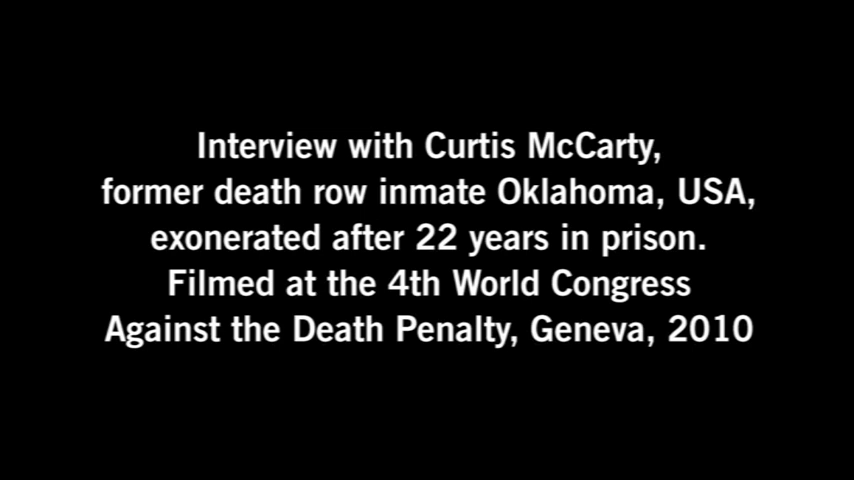 Interview with Curtis McCarty,
former death row inmate Oklahoma, USA,
exonerated after 22 years in prison.
Filmed at the 4th World Congress
Against the Death Penalty, Geneva, 2010